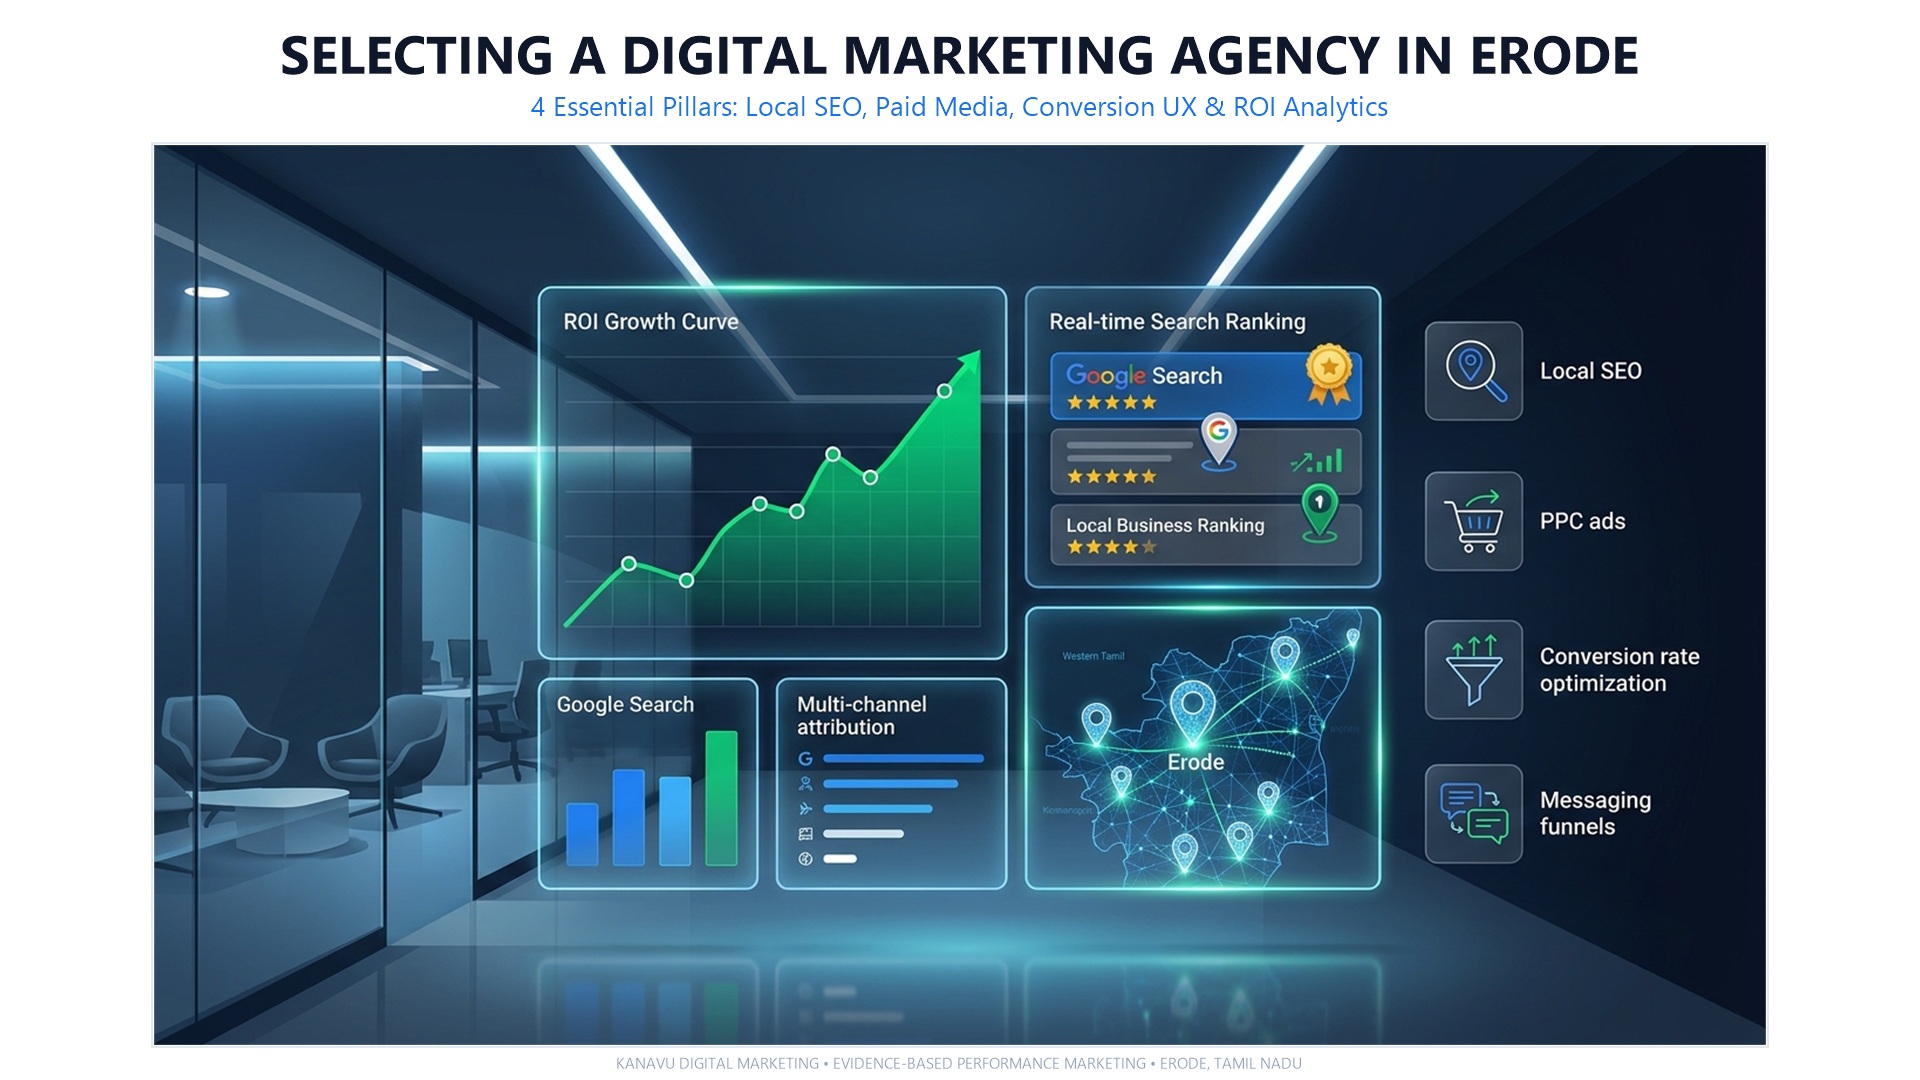 SELECTING A DIGITAL MARKETING AGENCY IN ERODE
4 Essential Pillars: Local SEO, Paid Media, Conversion UX & ROI Analytics
ROI Growth Curve
Real-time Search Ranking
Google Search
G
1
Local Business Ranking
Local SEO
PPC ads
Conversion rate
optimization
Messaging
funnels
Google Search
Multi-channel
attribution
G
Western Tamil
Erode
KANAVU DIGITAL MARKETING • EVIDENCE-BASED PERFORMANCE MARKETING • ERODE, TAMIL NADU